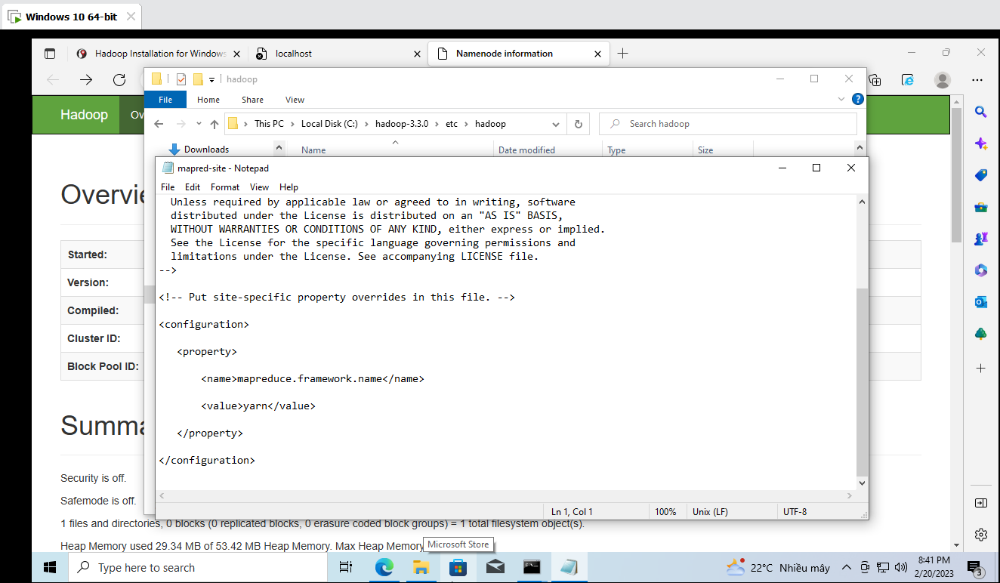 Windows 10 64-bit
Hadoop Installation for Windows
localhost
Namenode information
hadoop
File Home Share View
This PC > Local Disk (C:) > hadoop-3.3.0 > etc > hadoop
Search hadoop
Hadoop
Ov
Downloads
Name Date modified Type Size
mapred-site - Notepad
File Edit Format View Help
Unless required by applicable law or agreed to in writing, software
distributed under the License is distributed on an "AS IS" BASIS,
WITHOUT WARRANTIES OR CONDITIONS OF ANY KIND, either express or implied.
See the License for the specific language governing permissions and
limitations under the License. See accompanying LICENSE file.
-->
<!-- Put site-specific property overrides in this file. -->
<configuration>
<property>
<name>mapreduce.framework.name</name>
<value>yarn</value>
</property>
</configuration>
Ln 1, Col 1 100% Unix (LF) UTF-8
Overvie
Started:
Version:
Compiled:
Cluster ID:
Block Pool ID:
Summa
Security is off.
Safemode is off.
1 files and directories, 0 blocks (0 replicated blocks, 0 erasure coded block groups) = 1 total filesystem object(s).
Heap Memory used 29.34 MB of 53.42 MB Heap Memory. Max Heap Memory
Microsoft Store
Type here to search
22°C Nhiều mây
8:41 PM
2/20/2023
3